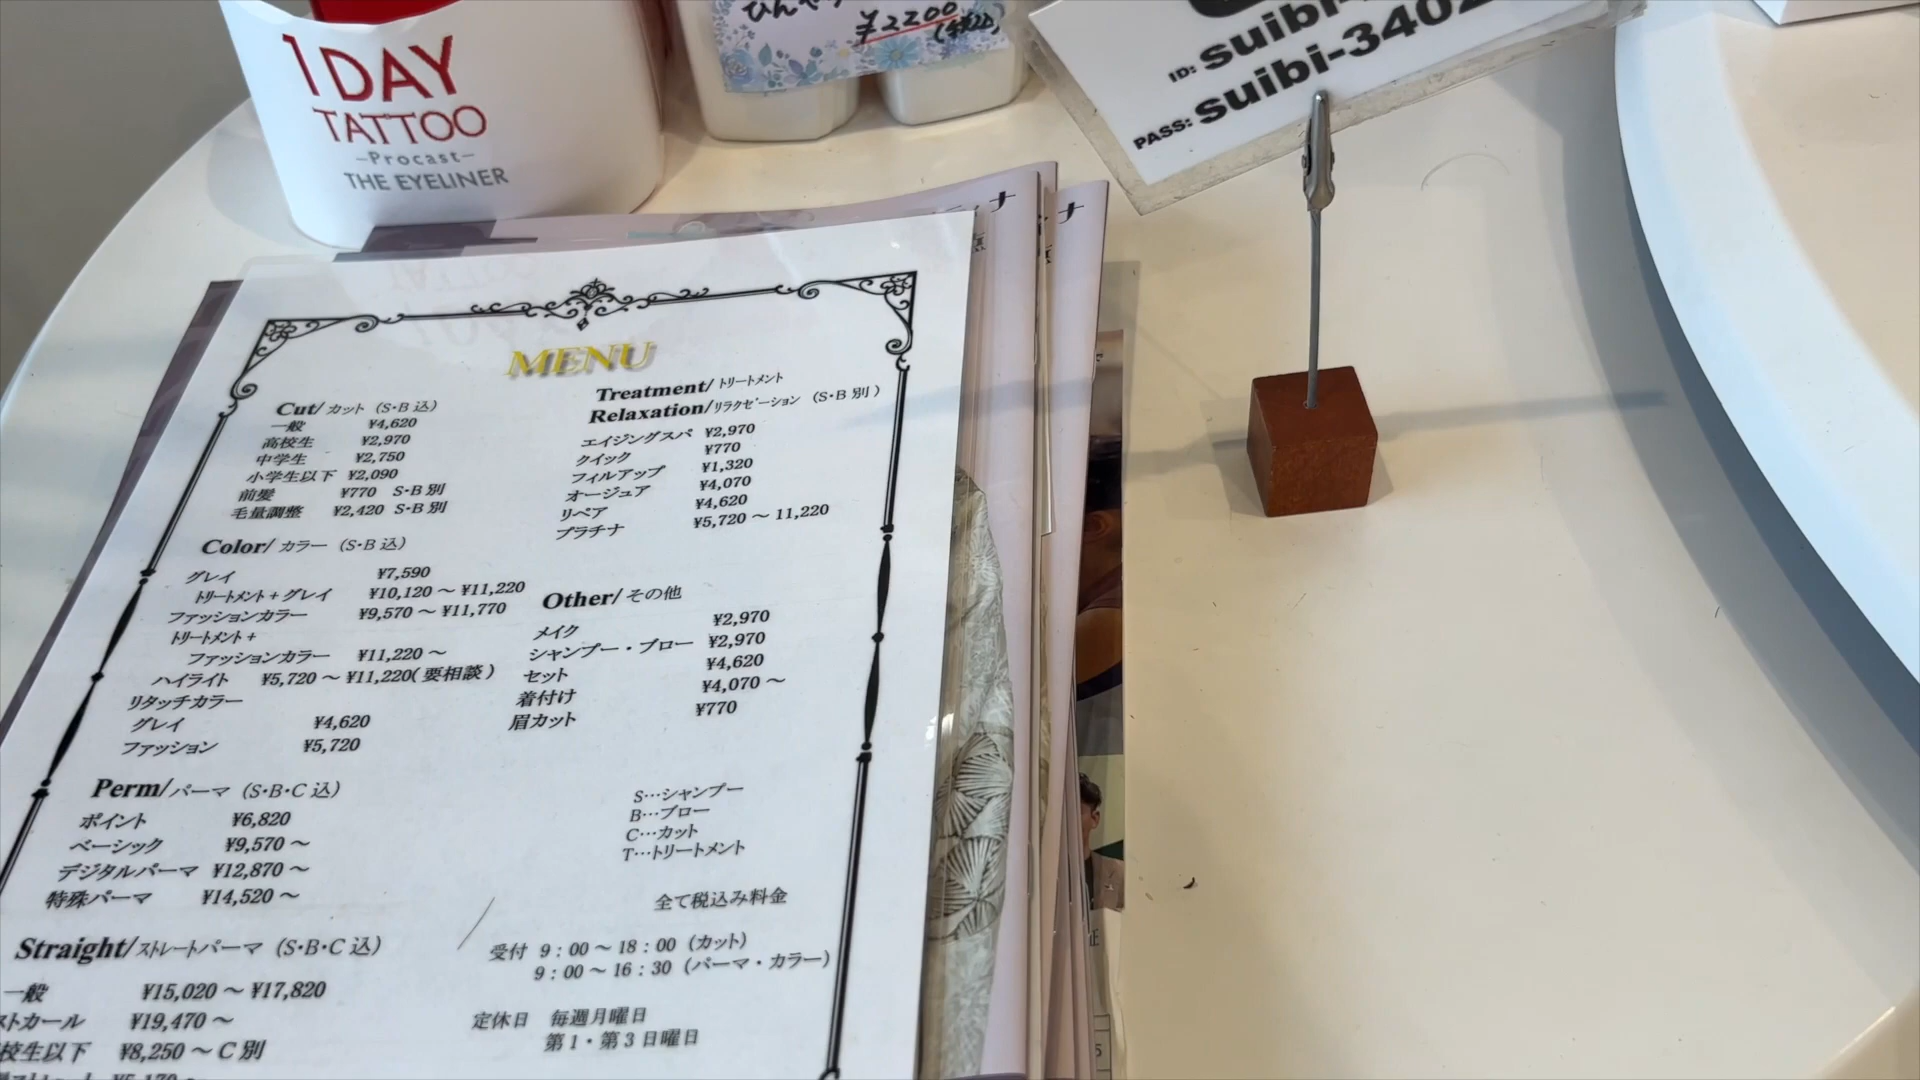 1 DAY
TATTOO
-Procast-
THE EYELINER
¥2200
ID: suibi-
PASS: suibi-3402
MENU
Cut/カット (S・B 込)
一般 ¥4,620
高校生 ¥2,970
中学生 ¥2,750
小学生以下 ¥2,090
前髪 ¥770 S・B 別
毛量調整 ¥2,420 S・B 別
Color/カラー (S・B 込)
グレイ ¥7,590
トリートメント + グレイ ¥10,120 ～ ¥11,220
ファッションカラー ¥9,570 ～ ¥11,770
トリートメント +
ファッションカラー ¥11,220 ～
ハイライト ¥5,720 ～ ¥11,220( 要相談 )
リタッチカラー
グレイ ¥4,620
ファッション ¥5,720
Perm/パーマ (S・B・C 込)
ポイント ¥6,820
ベーシック ¥9,570 ～
デジタルパーマ ¥12,870 ～
特殊パーマ ¥14,520 ～
Straight/ストレートパーマ (S・B・C 込)
一般 ¥15,020 ～ ¥17,820
ストカール ¥19,470 ～
校生以下 ¥8,250 ～ C 別
Treatment/トリートメント
Relaxation/リラクゼーション (S・B 別 )
エイジングスパ ¥2,970
クイック ¥770
フィルアップ ¥1,320
オージュア ¥4,070
リペア ¥4,620
プラチナ ¥5,720 ～ 11,220
Other/その他
メイク ¥2,970
シャンプー・ブロー ¥2,970
セット ¥4,620
着付け ¥4,070 ～
眉カット ¥770
S…シャンプー
B…ブロー
C…カット
T…トリートメント
全て税込み料金
受付 9：00 ～ 18：00 (カット)
9：00 ～ 16：30 (パーマ・カラー)
定休日 毎週月曜日
第 1・第 3 日曜日